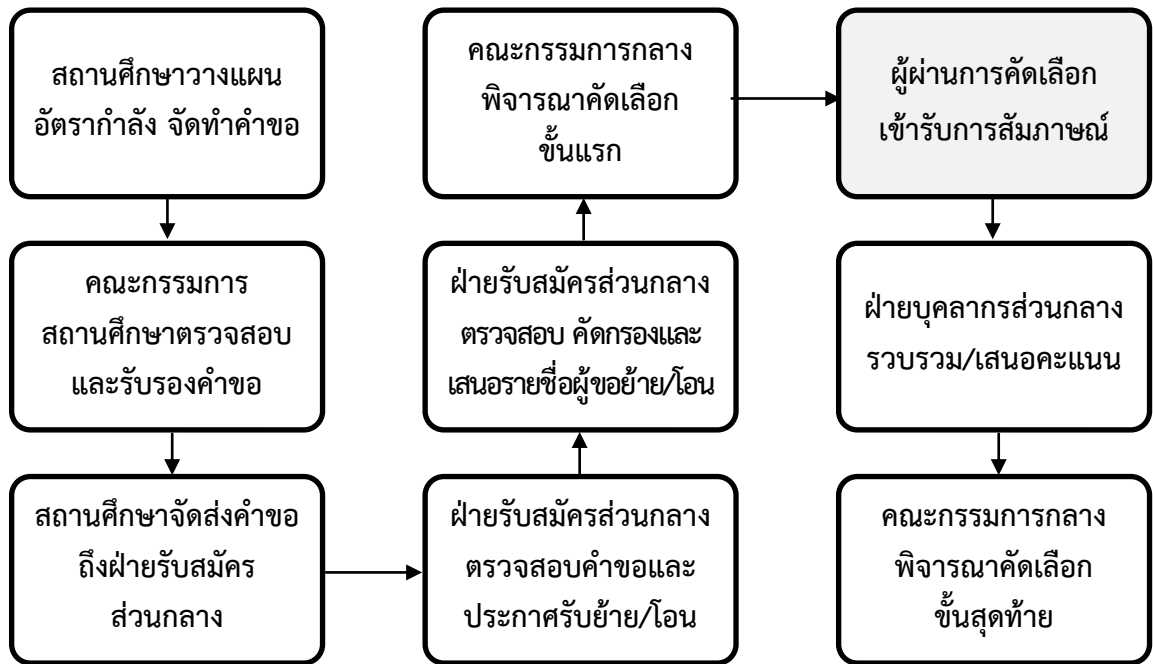 สถานศึกษาวางแผน
อัตรากำลัง จัดทำคำขอ
คณะกรรมการ
สถานศึกษาตรวจสอบ
และรับรองคำขอ
สถานศึกษาจัดส่งคำขอ
ถึงฝ่ายรับสมัคร
ส่วนกลาง
ฝ่ายรับสมัครส่วนกลาง
ตรวจสอบคำขอและ
ประกาศรับย้าย/โอน
ฝ่ายรับสมัครส่วนกลาง
ตรวจสอบ คัดกรองและ
เสนอรายชื่อผู้ขอย้าย/โอน
คณะกรรมการกลาง
พิจารณาคัดเลือก
ขั้นแรก
ผู้ผ่านการคัดเลือก
เข้ารับการสัมภาษณ์
ฝ่ายบุคลากรส่วนกลาง
รวบรวม/เสนอคะแนน
คณะกรรมการกลาง
พิจารณาคัดเลือก
ขั้นสุดท้าย